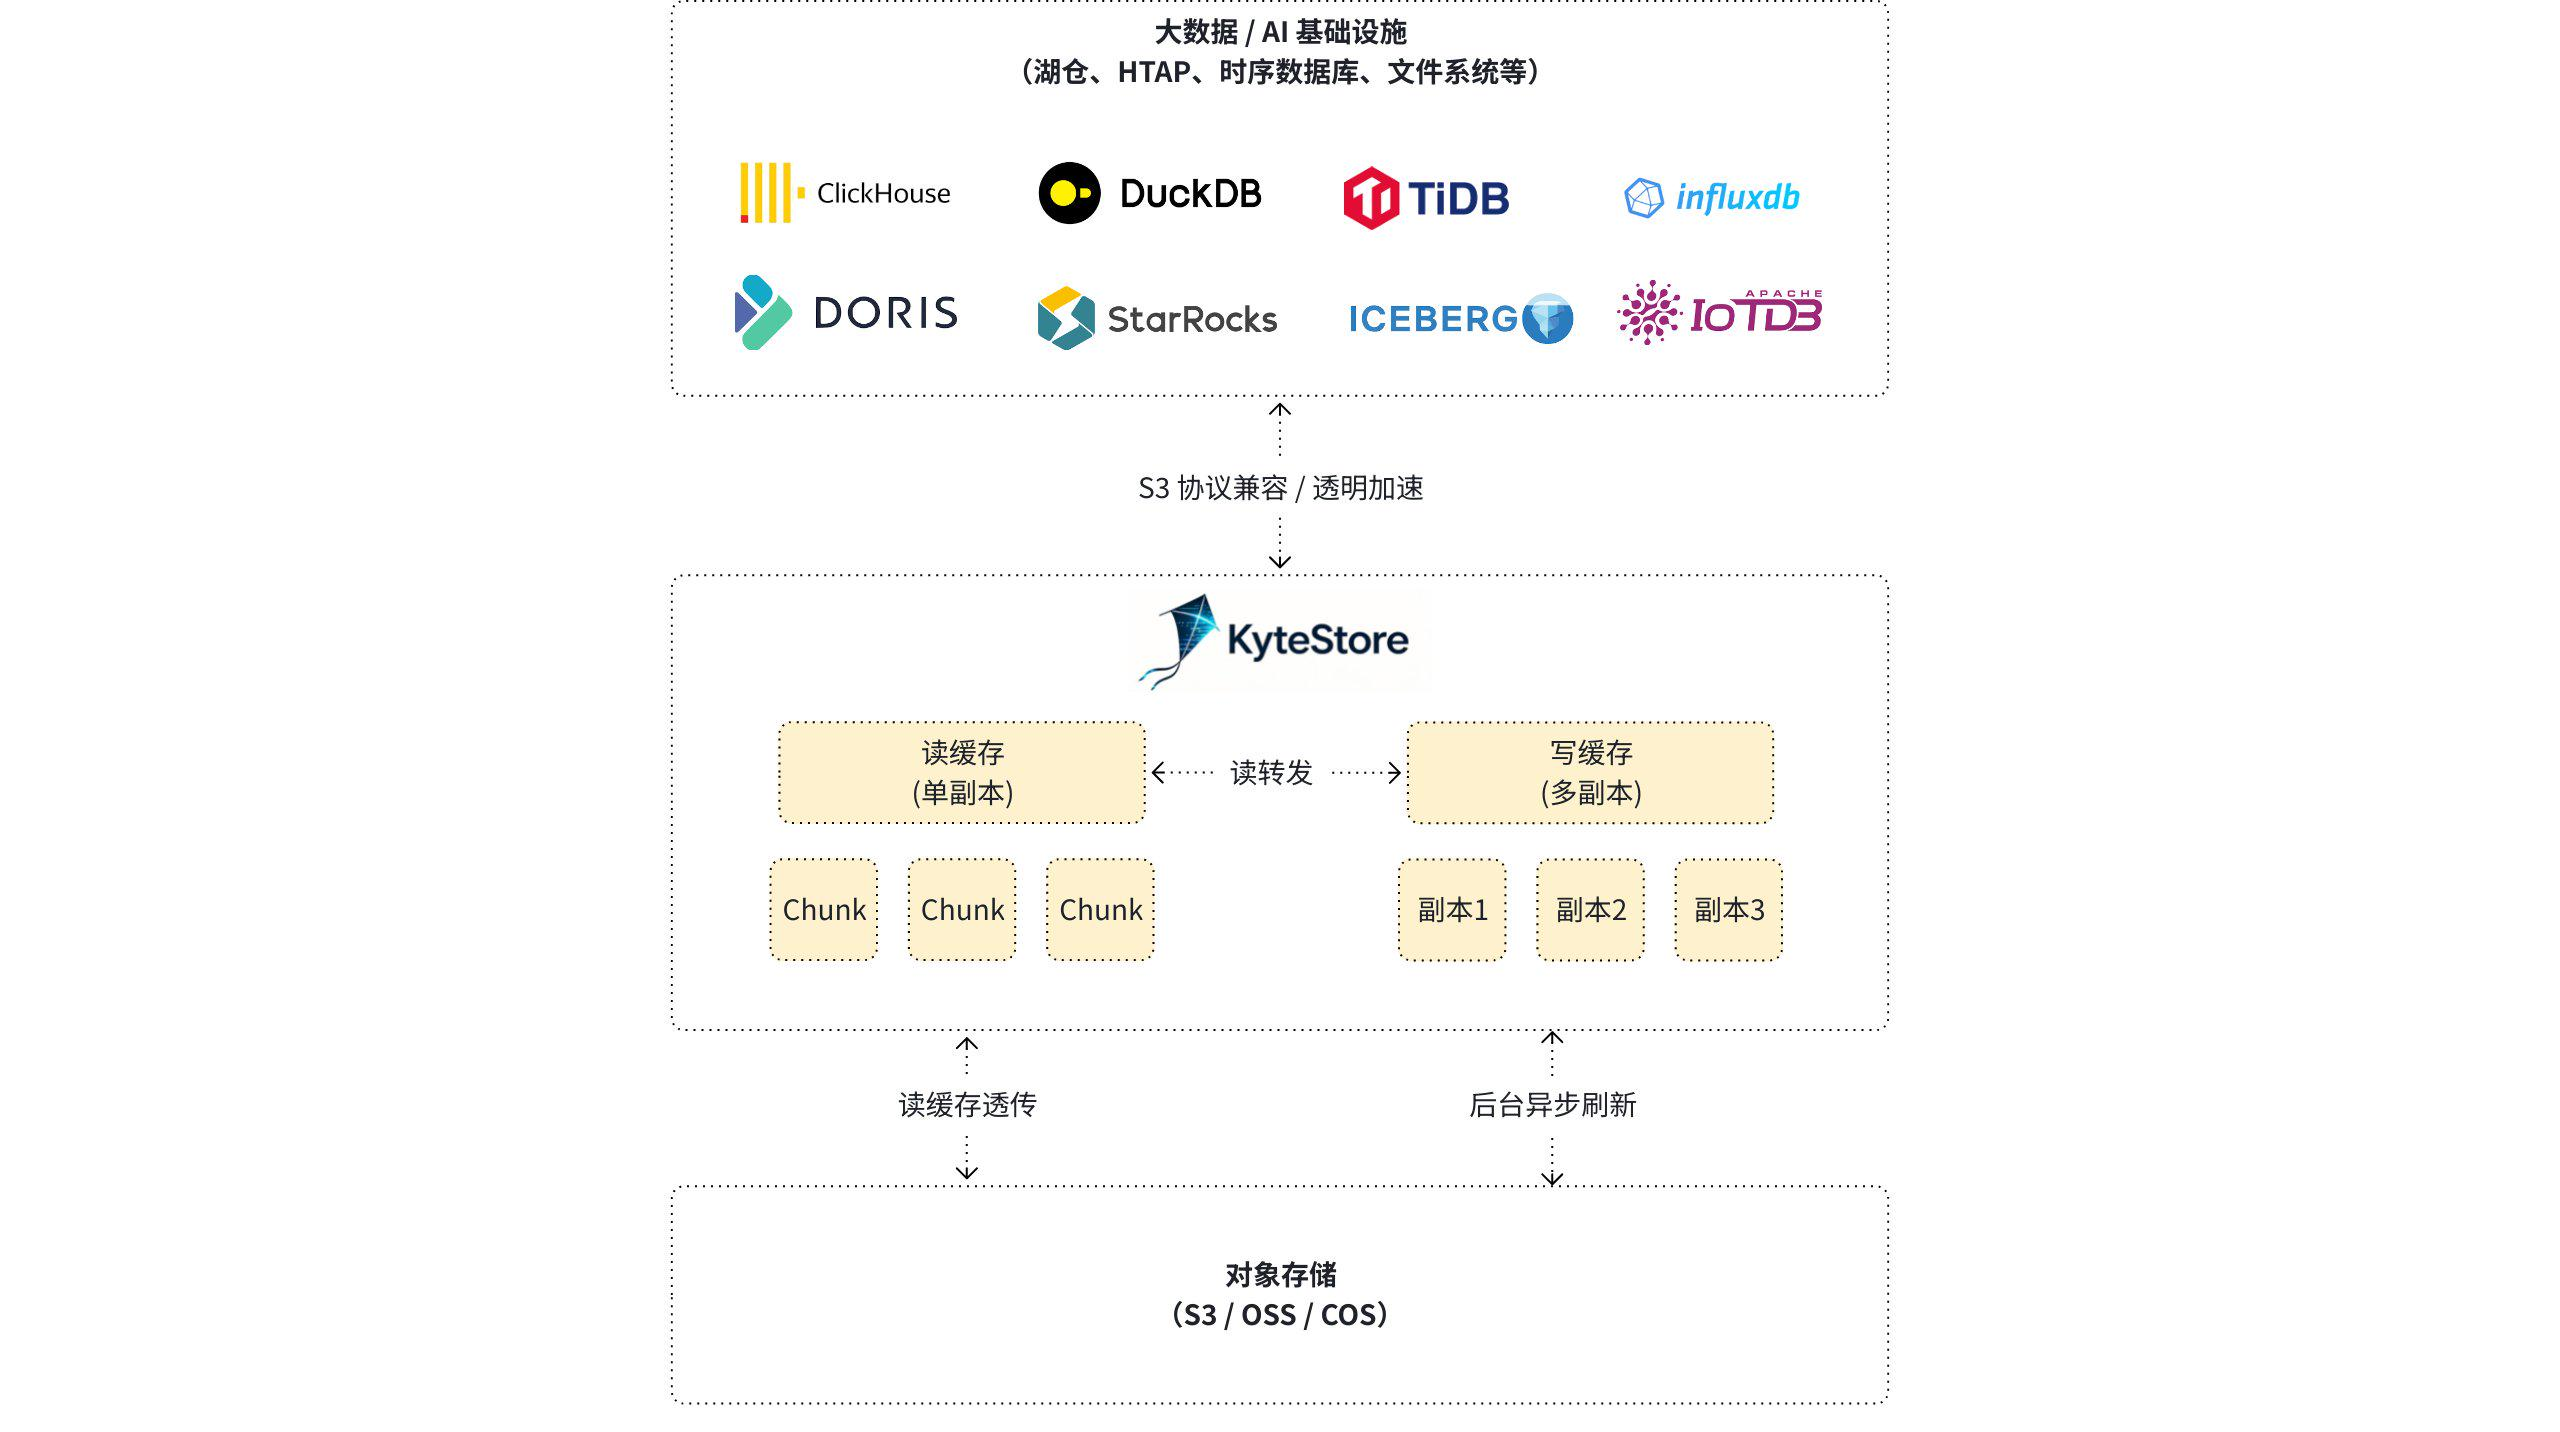 大数据 / AI 基础设施
（湖仓、HTAP、时序数据库、文件系统等）
ClickHouse
DuckDB
TiDB
influxdb
DORIS
StarRocks
ICEBERG
APACHE
IoTDB
S3 协议兼容 / 透明加速
KyteStore
读缓存
(单副本)
读转发
写缓存
(多副本)
Chunk
Chunk
Chunk
副本1
副本2
副本3
读缓存透传
后台异步刷新
对象存储
（S3 / OSS / COS）